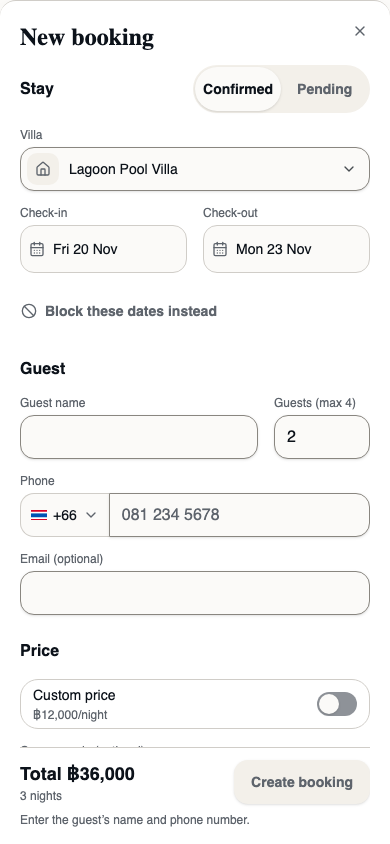 New booking
Stay
Confirmed
Pending
Villa
Lagoon Pool Villa
Check-in
Check-out
Fri 20 Nov
Mon 23 Nov
Block these dates instead
Guest
Guest name
Guests (max 4)
2
Phone
+66
081 234 5678
Email (optional)
Price
Custom price
฿12,000/night
Total ฿36,000
3 nights
Create booking
Enter the guest’s name and phone number.